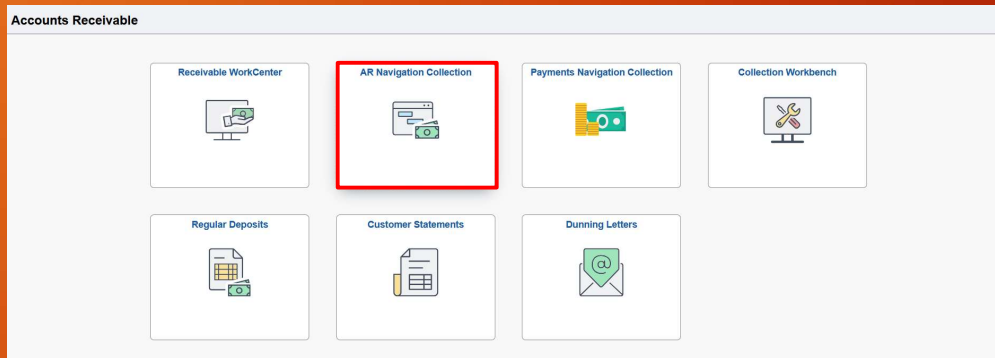 Accounts Receivable
Receivable WorkCenter
AR Navigation Collection
Payments Navigation Collection
Collection Workbench
Regular Deposits
Customer Statements
Dunning Letters
@